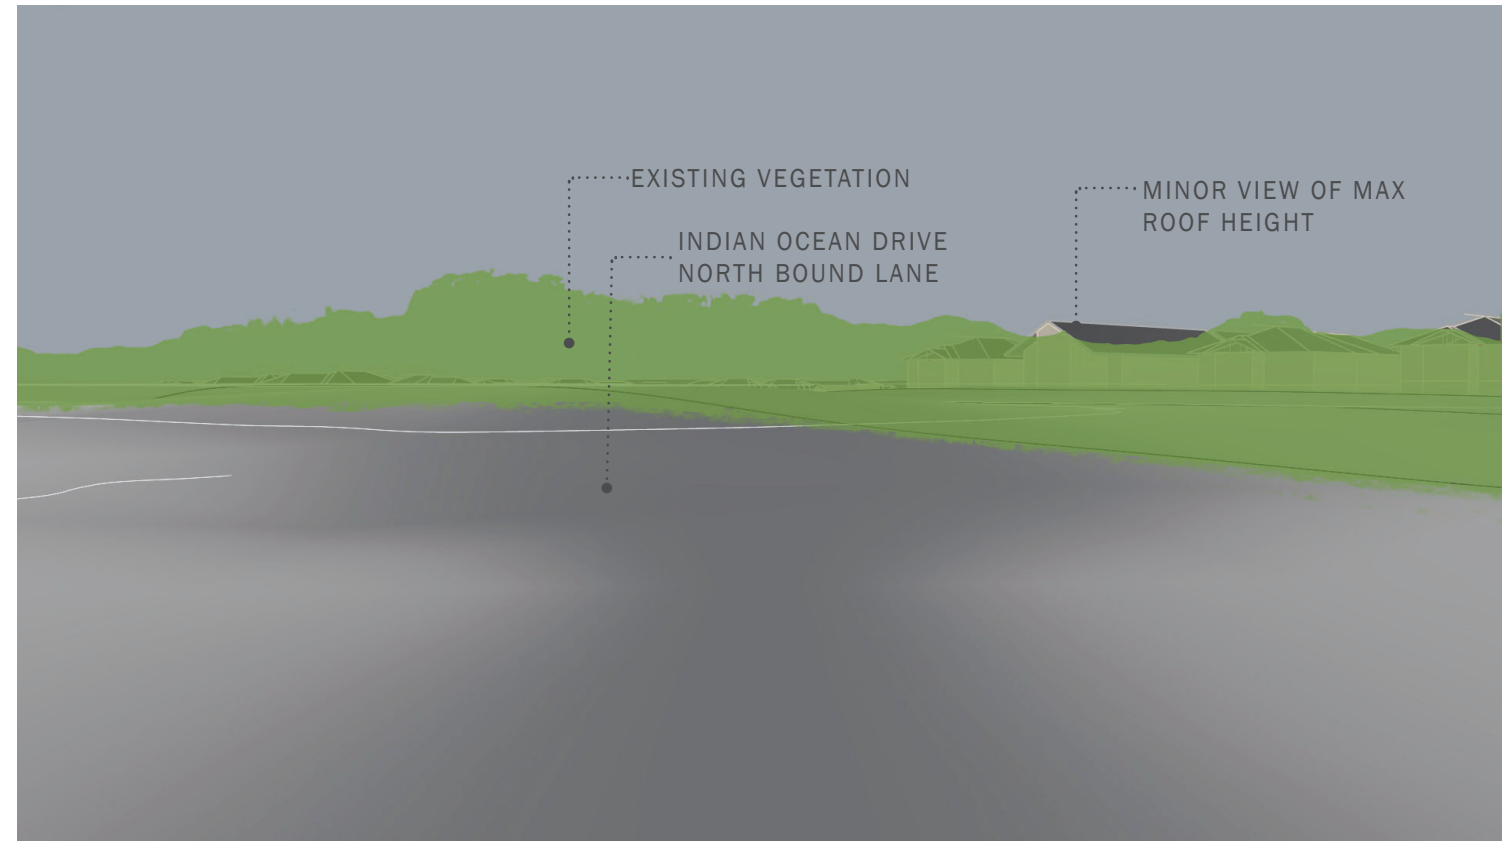 EXISTING VEGETATION
INDIAN OCEAN DRIVE
NORTH BOUND LANE
MINOR VIEW OF MAX
ROOF HEIGHT